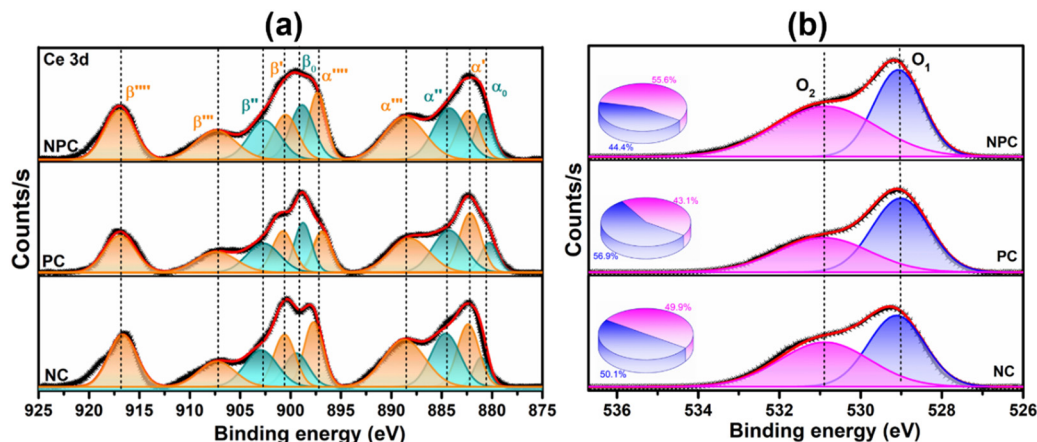 (a)
Ce 3d
β''''
β'''
β''
β'
β₀
α''''
α'''
α''
α'
α₀
NPC
PC
NC
Counts/s
925 920 915 910 905 900 895 890 885 880 875
Binding energy (eV)
(b)
O₂
O₁
55.6%
44.4%
NPC
43.1%
56.9%
PC
49.9%
50.1%
NC
Counts/s
536 534 532 530 528 526
Binding energy (eV)